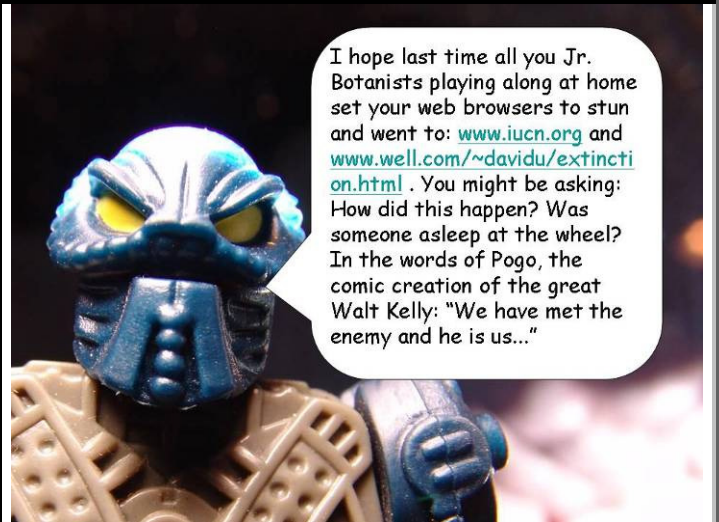 I hope last time all you Jr.
Botanists playing along at home
set your web browsers to stun
and went to: www.iucn.org and
www.well.com/~davidu/extincti
on.html . You might be asking:
How did this happen? Was
someone asleep at the wheel?
In the words of Pogo, the
comic creation of the great
Walt Kelly: “We have met the
enemy and he is us...”